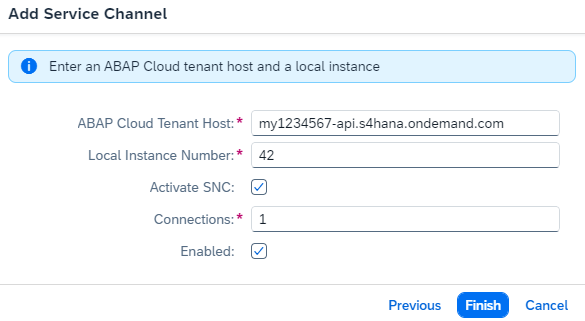 Add Service Channel
Enter an ABAP Cloud tenant host and a local instance
ABAP Cloud Tenant Host:* my1234567-api.s4hana.ondemand.com
Local Instance Number:* 42
Activate SNC:
Connections:* 1
Enabled:
Previous Finish Cancel